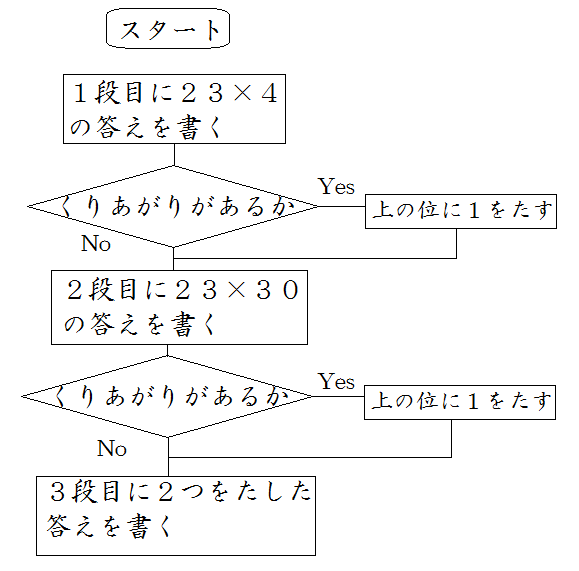 スタート
１段目に２３×４
の答えを書く
くりあがりがあるか
Yes
上の位に１をたす
No
２段目に２３×３０
の答えを書く
くりあがりがあるか
Yes
上の位に１をたす
No
３段目に２つをたした
答えを書く